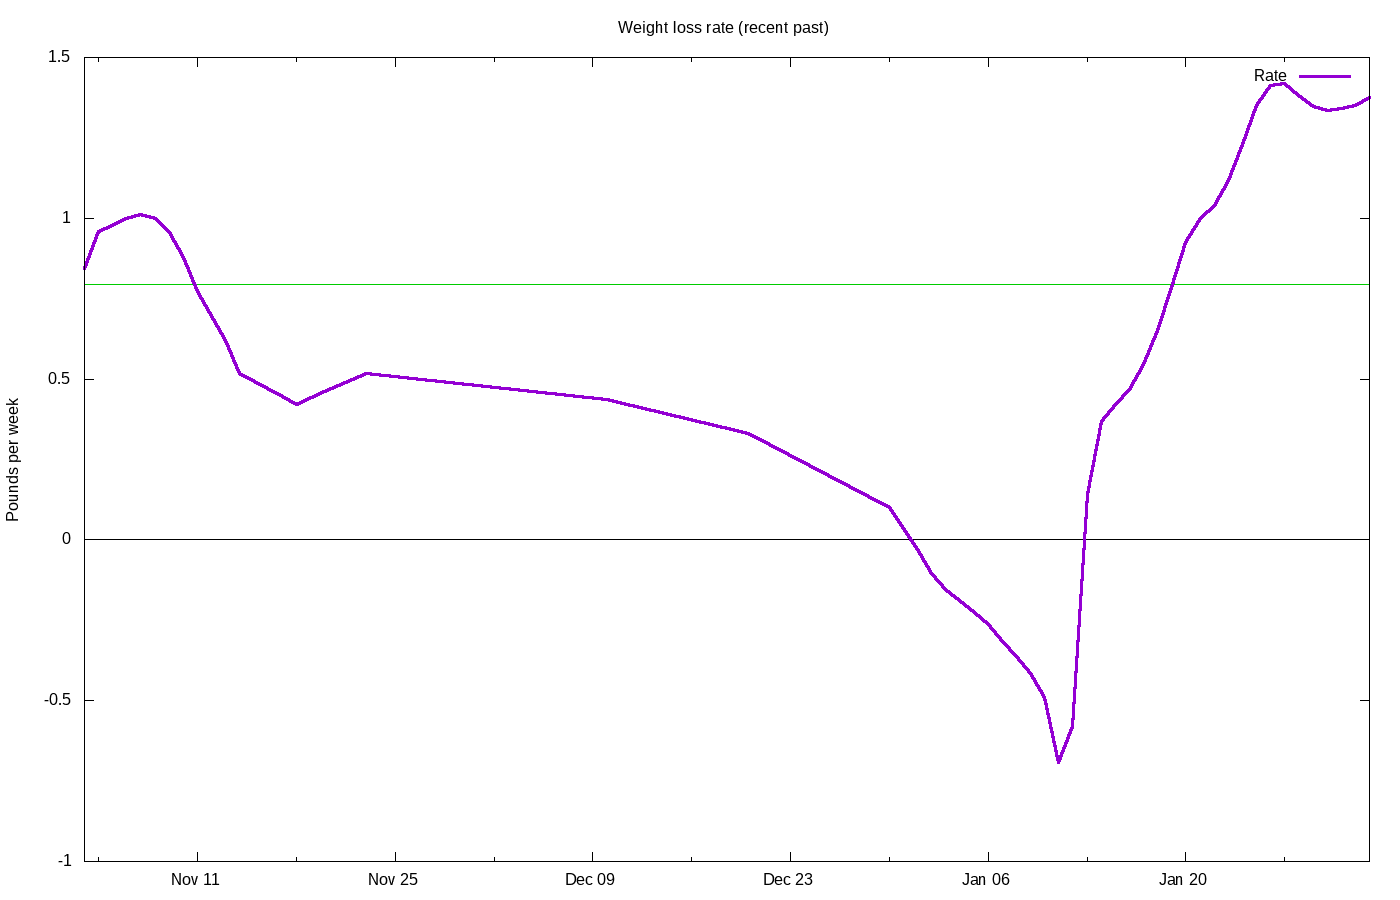 Weight loss rate (recent past)
1.5
Rate
1
0.5
Pounds per week
0
-0.5
-1
Nov 11
Nov 25
Dec 09
Dec 23
Jan 06
Jan 20